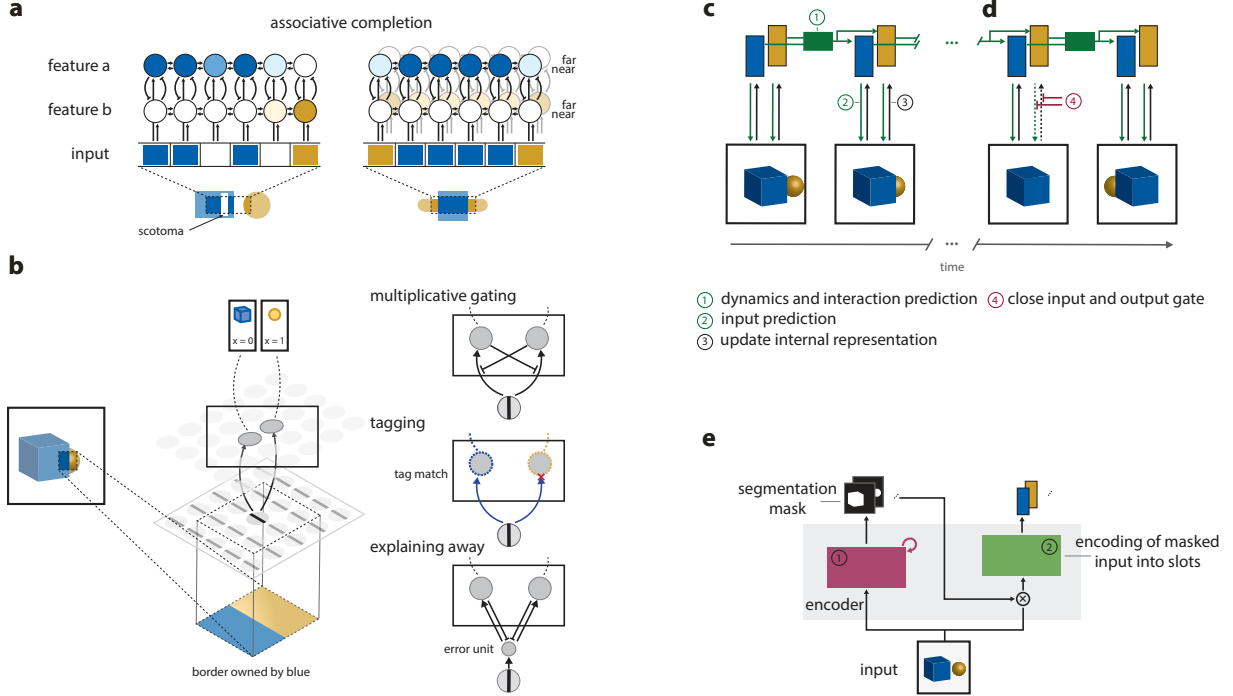 a
associative completion
feature a
far
near
feature b
far
near
input
scotoma
b
x = 0
x = 1
border owned by blue
multiplicative gating
tagging
tag match
explaining away
error unit
c
d
1
2
3
4
...
...
time
1 dynamics and interaction prediction
4 close input and output gate
2 input prediction
3 update internal representation
e
segmentation
mask
1
2
encoding of masked
input into slots
encoder
input